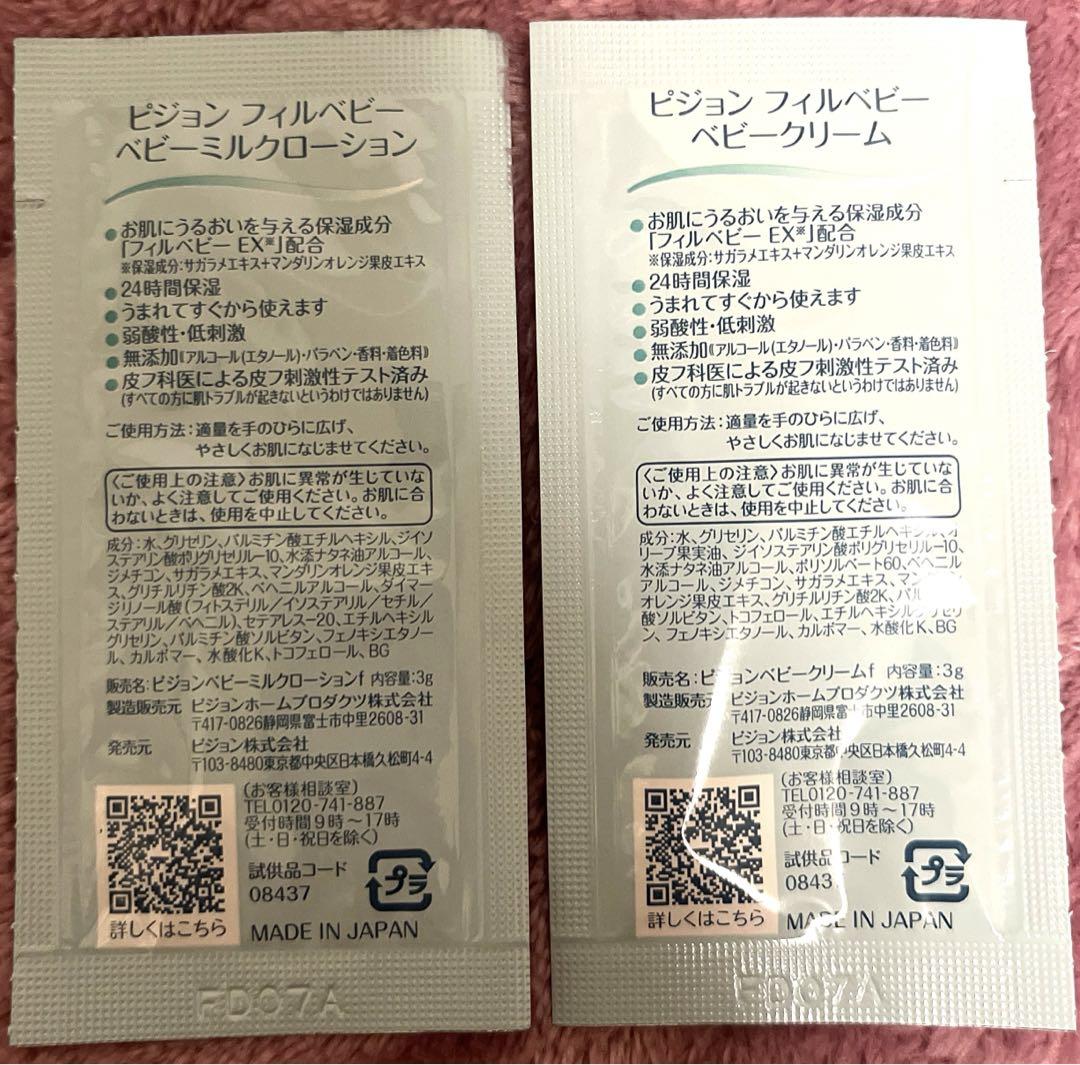 ピジョン フィルベビー
ベビーミルクローション
●お肌にうるおいを与える保湿成分
「フィルベビー EX※」配合
※保湿成分:サガラメエキス+マンダリンオレンジ果皮エキス
●24時間保湿
●うまれてすぐから使えます
●弱酸性・低刺激
●無添加《アルコール(エタノール)・パラベン・香料・着色料》
●皮フ科医による皮フ刺激性テスト済み
(すべての方に肌トラブルが起きないというわけではありません)
ご使用方法:適量を手のひらに広げ、
やさしくお肌になじませてください。
〈ご使用上の注意〉お肌に異常が生じていな
いか、よく注意してご使用ください。お肌に合
わないときは、使用を中止してください。
成分:水、グリセリン、パルミチン酸エチルヘキシル、ジイソ
ステアリン酸ポリグリセリル-10、水添ナタネ油アルコール、
ジメチコン、サガラメエキス、マンダリンオレンジ果皮エキ
ス、グリチルリチン酸2K、ベヘニルアルコール、ダイマー
ジリノール酸(フィトステリル/イソステアリル/セチル/
ステアリル/ベヘニル)、セテアレス-20、エチルヘキシル
グリセリン、パルミチン酸ソルビタン、フェノキシエタノー
ル、カルボマー、水酸化K、トコフェロール、BG
販売名:ピジョンベビーミルクローションf 内容量:3g
製造販売元 ピジョンホームプロダクツ株式会社
〒417-0826静岡県富士市中里2608-31
発売元 ピジョン株式会社
〒103-8480東京都中央区日本橋久松町4-4
(お客様相談室)
TEL0120-741-887
受付時間9時～17時
(土・日・祝日を除く)
試供品コード
08437
プラ
詳しくはこちら
MADE IN JAPAN
FD07A
ピジョン フィルベビー
ベビークリーム
●お肌にうるおいを与える保湿成分
「フィルベビー EX※」配合
※保湿成分:サガラメエキス+マンダリンオレンジ果皮エキス
●24時間保湿
●うまれてすぐから使えます
●弱酸性・低刺激
●無添加《アルコール(エタノール)・パラベン・香料・着色料》
●皮フ科医による皮フ刺激性テスト済み
(すべての方に肌トラブルが起きないというわけではありません)
ご使用方法:適量を手のひらに広げ、
やさしくお肌になじませてください。
〈ご使用上の注意〉お肌に異常が生じていな
いか、よく注意してご使用ください。お肌に合
わないときは、使用を中止してください。
成分:水、グリセリン、パルミチン酸エチルヘキシル、オ
リーブ果実油、ジイソステアリン酸ポリグリセリル-10、
水添ナタネ油アルコール、ポリソルベート60、ベヘニル
アルコール、ジメチコン、サガラメエキス、マン
オレンジ果皮エキス、グリチルリチン酸2K、パル
酸ソルビタン、トコフェロール、エチルヘキシルグリセリ
ン、フェノキシエタノール、カルボマー、水酸化K、BG
販売名:ピジョンベビークリームf 内容量:3g
製造販売元 ピジョンホームプロダクツ株式会社
〒417-0826静岡県富士市中里2608-31
発売元 ピジョン株式会社
〒103-8480東京都中央区日本橋久松町4-4
(お客様相談室)
TEL0120-741-887
受付時間9時～17時
(土・日・祝日を除く)
試供品コード
0843
プラ
詳しくはこちら
MADE IN JAPAN
FD07A